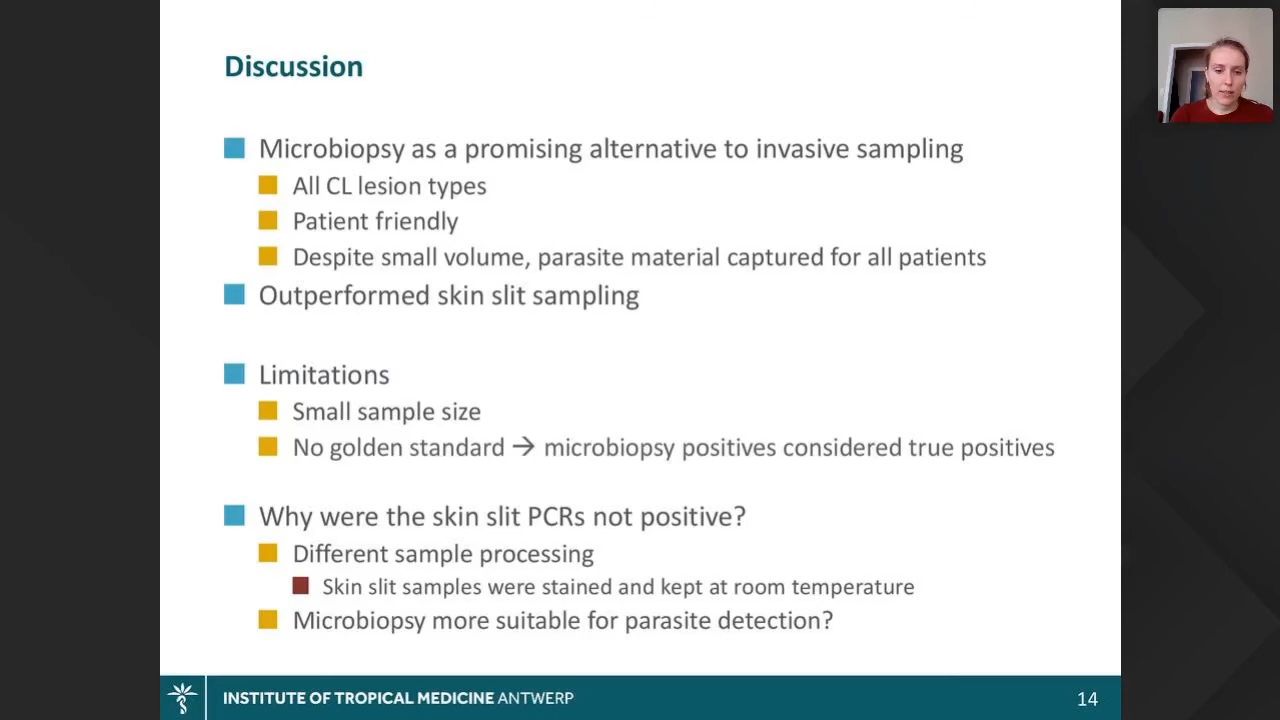 Discussion
Microbiopsy as a promising alternative to invasive sampling
All CL lesion types
Patient friendly
Despite small volume, parasite material captured for all patients
Outperformed skin slit sampling
Limitations
Small sample size
No golden standard → microbiopsy positives considered true positives
Why were the skin slit PCRs not positive?
Different sample processing
Skin slit samples were stained and kept at room temperature
Microbiopsy more suitable for parasite detection?
INSTITUTE OF TROPICAL MEDICINE ANTWERP
14